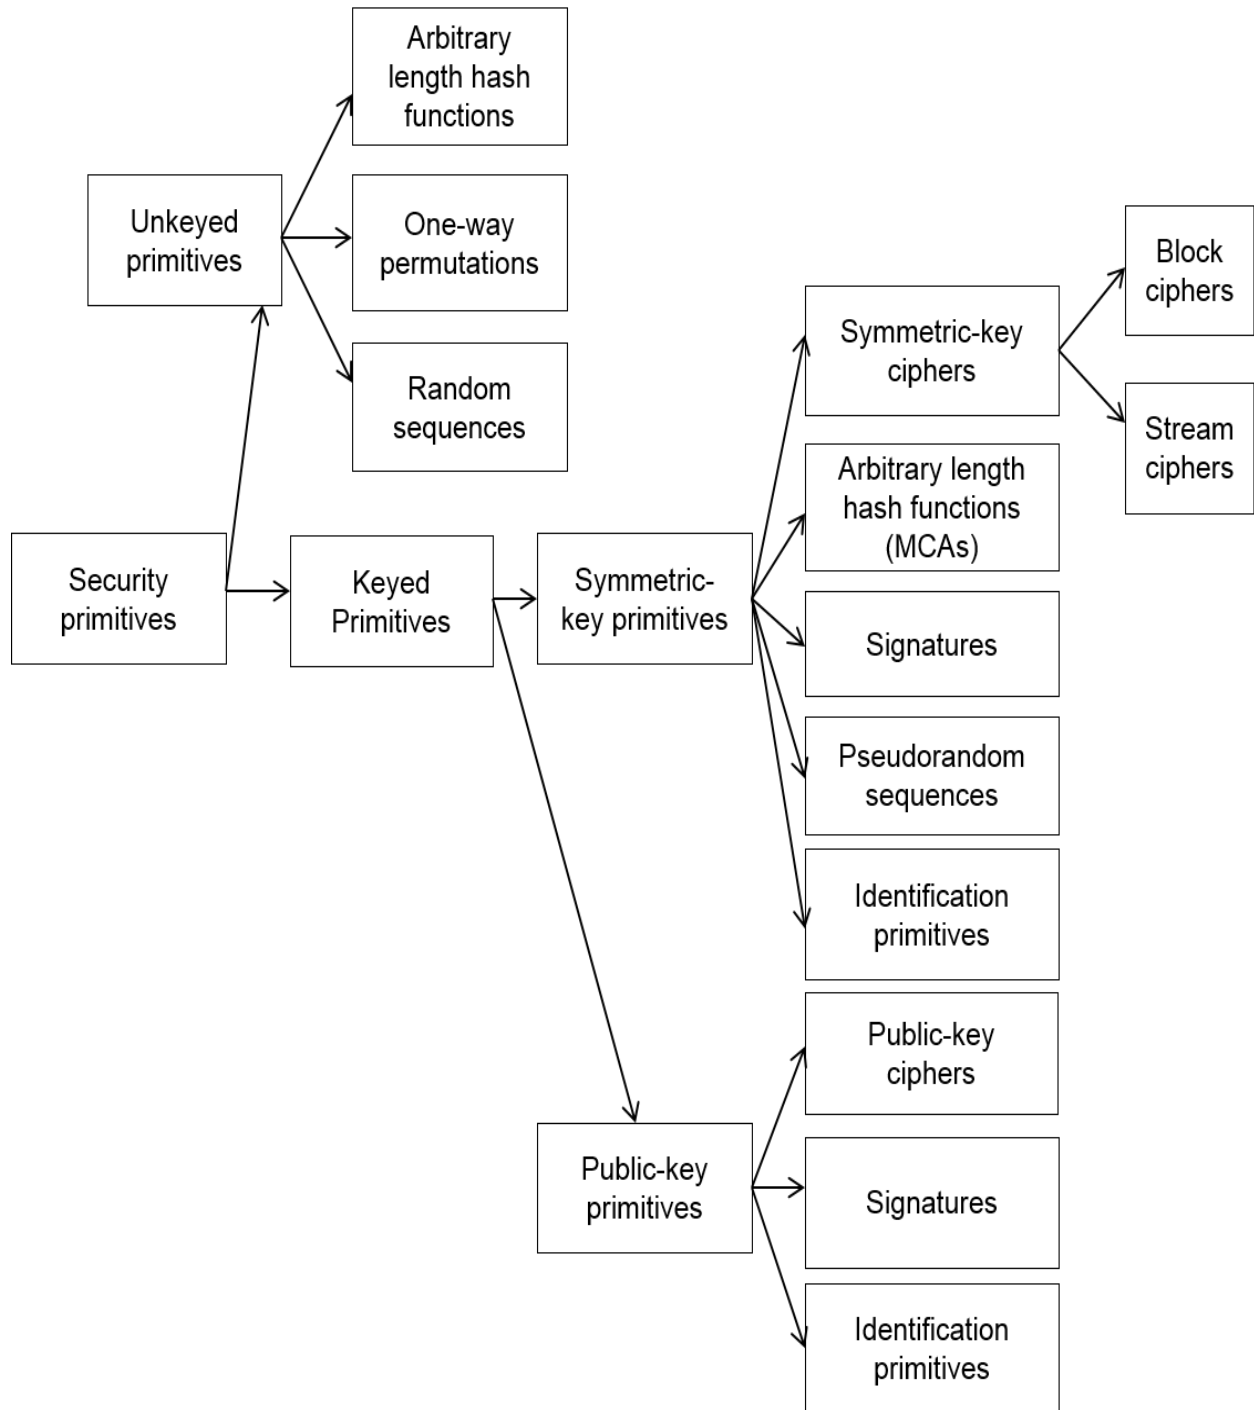 Arbitrary
length hash
functions
Unkeyed
primitives
One-way
permutations
Random
sequences
Security
primitives
Keyed
Primitives
Symmetric-
key primitives
Symmetric-key
ciphers
Block
ciphers
Stream
ciphers
Arbitrary length
hash functions
(MCAs)
Signatures
Pseudorandom
sequences
Identification
primitives
Public-key
primitives
Public-key
ciphers
Signatures
Identification
primitives